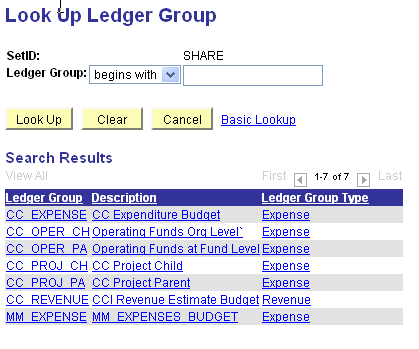 Look Up Ledger Group
SetID: SHARE
Ledger Group: begins with
Look Up Clear Cancel Basic Lookup
Search Results
View All First 1-7 of 7 Last
Ledger Group Description Ledger Group Type
CC_EXPENSE CC Expenditure Budget Expense
CC_OPER_CH Operating Funds Org Level` Expense
CC_OPER_PA Operating Funds at Fund Level Expense
CC_PROJ_CH CC Project Child Expense
CC_PROJ_PA CC Project Parent Expense
CC_REVENUE CCI Revenue Estimate Budget Revenue
MM_EXPENSE MM_EXPENSES_BUDGET Expense